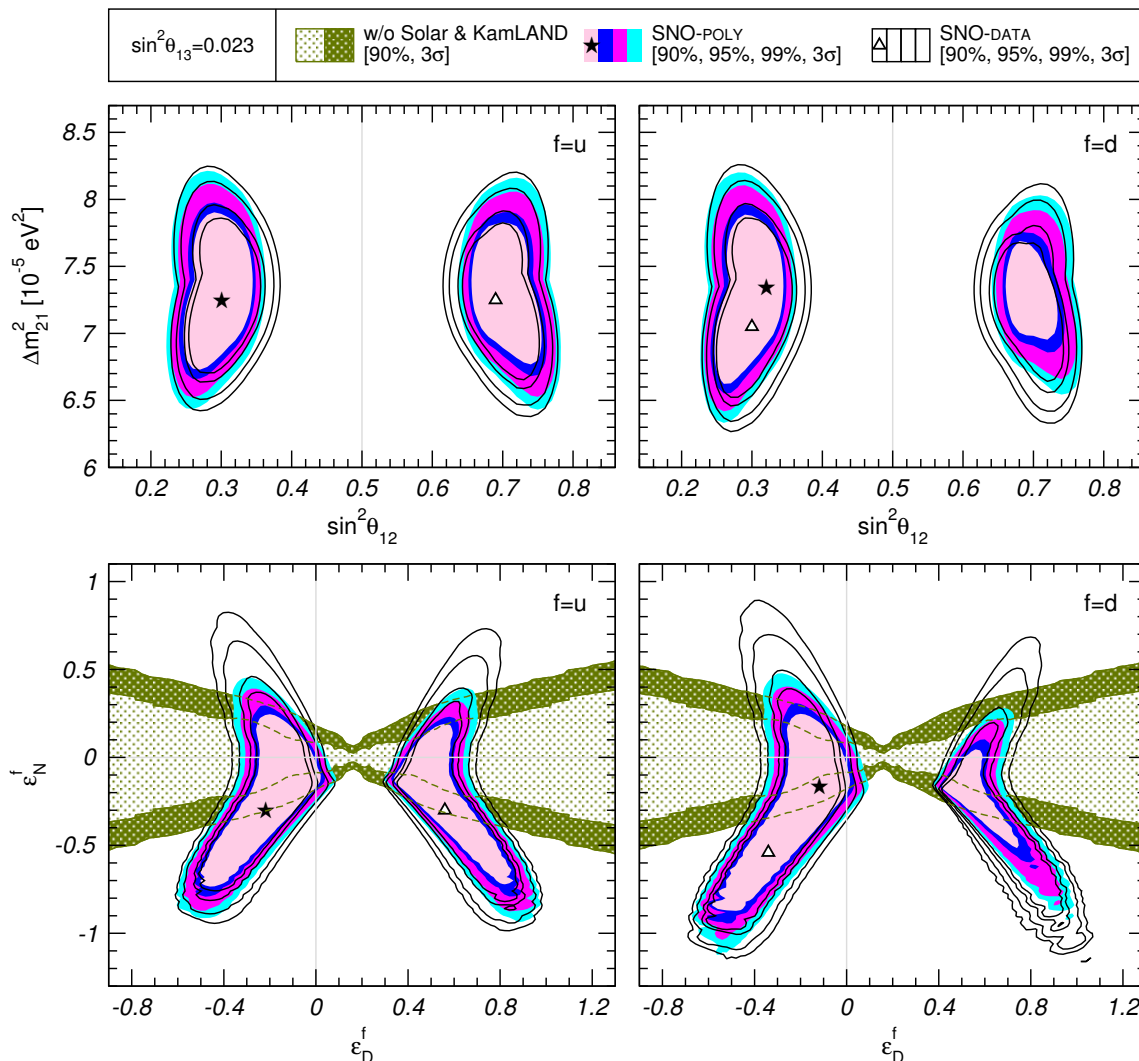 sin²θ₁₃=0.023
w/o Solar & KamLAND
[90%, 3σ]
SNO-POLY
[90%, 95%, 99%, 3σ]
SNO-DATA
[90%, 95%, 99%, 3σ]
f=u
8.5
8
7.5
7
6.5
6
Δm²₂₁ [10⁻⁵ eV²]
0.2 0.3 0.4 0.5 0.6 0.7 0.8
sin²θ₁₂
f=d
0.2 0.3 0.4 0.5 0.6 0.7 0.8
sin²θ₁₂
f=u
1
0.5
0
-0.5
-1
ε_N^f
-0.8 -0.4 0 0.4 0.8 1.2
ε_D^f
f=d
-0.8 -0.4 0 0.4 0.8 1.2
ε_D^f